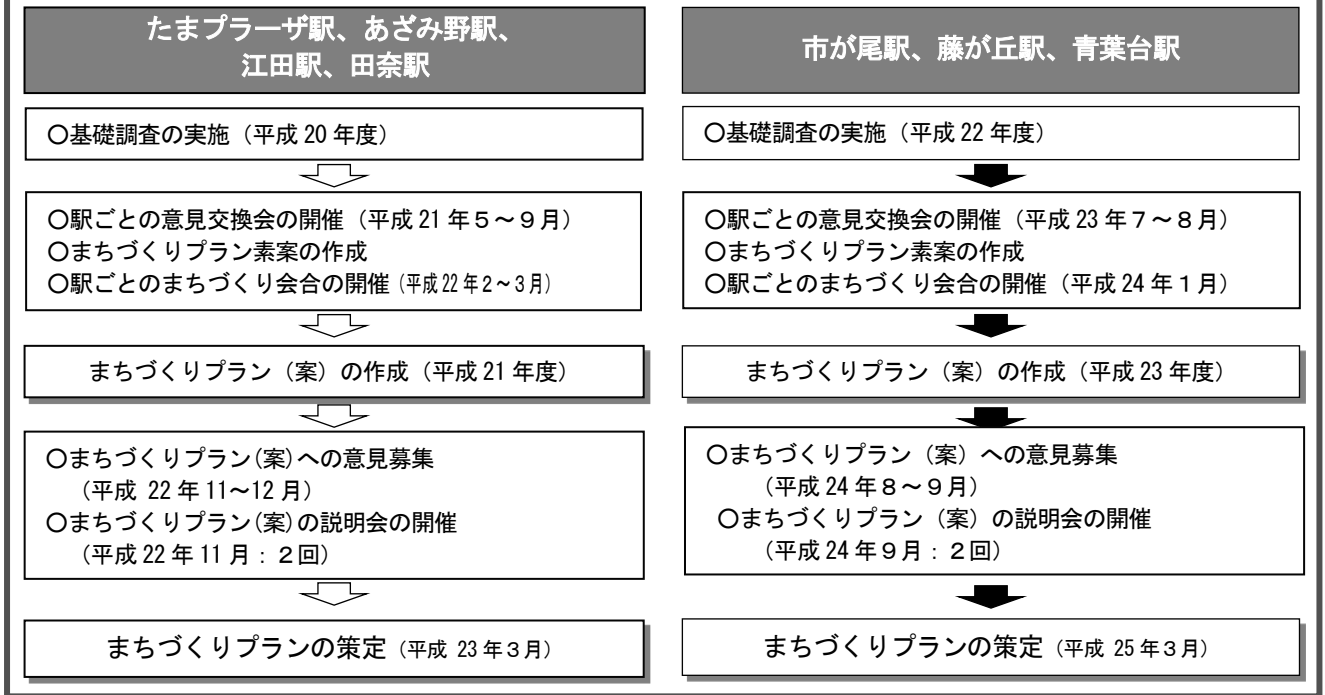 たまプラーザ駅、あざみ野駅、
江田駅、田奈駅
○基礎調査の実施（平成 20 年度）
○駅ごとの意見交換会の開催（平成 21 年５～９月）
○まちづくりプラン素案の作成
○駅ごとのまちづくり会合の開催（平成 22 年 2～3 月）
まちづくりプラン（案）の作成（平成 21 年度）
○まちづくりプラン(案)への意見募集
（平成 22 年 11～12 月）
○まちづくりプラン(案)の説明会の開催
（平成 22 年 11 月：２回）
まちづくりプランの策定（平成 23 年３月）
市が尾駅、藤が丘駅、青葉台駅
○基礎調査の実施（平成 22 年度）
○駅ごとの意見交換会の開催（平成 23 年７～８月）
○まちづくりプラン素案の作成
○駅ごとのまちづくり会合の開催（平成 24 年１月）
まちづくりプラン（案）の作成（平成 23 年度）
○まちづくりプラン（案）への意見募集
（平成 24 年８～９月）
○まちづくりプラン（案）の説明会の開催
（平成 24 年９月：２回）
まちづくりプランの策定（平成 25 年３月）